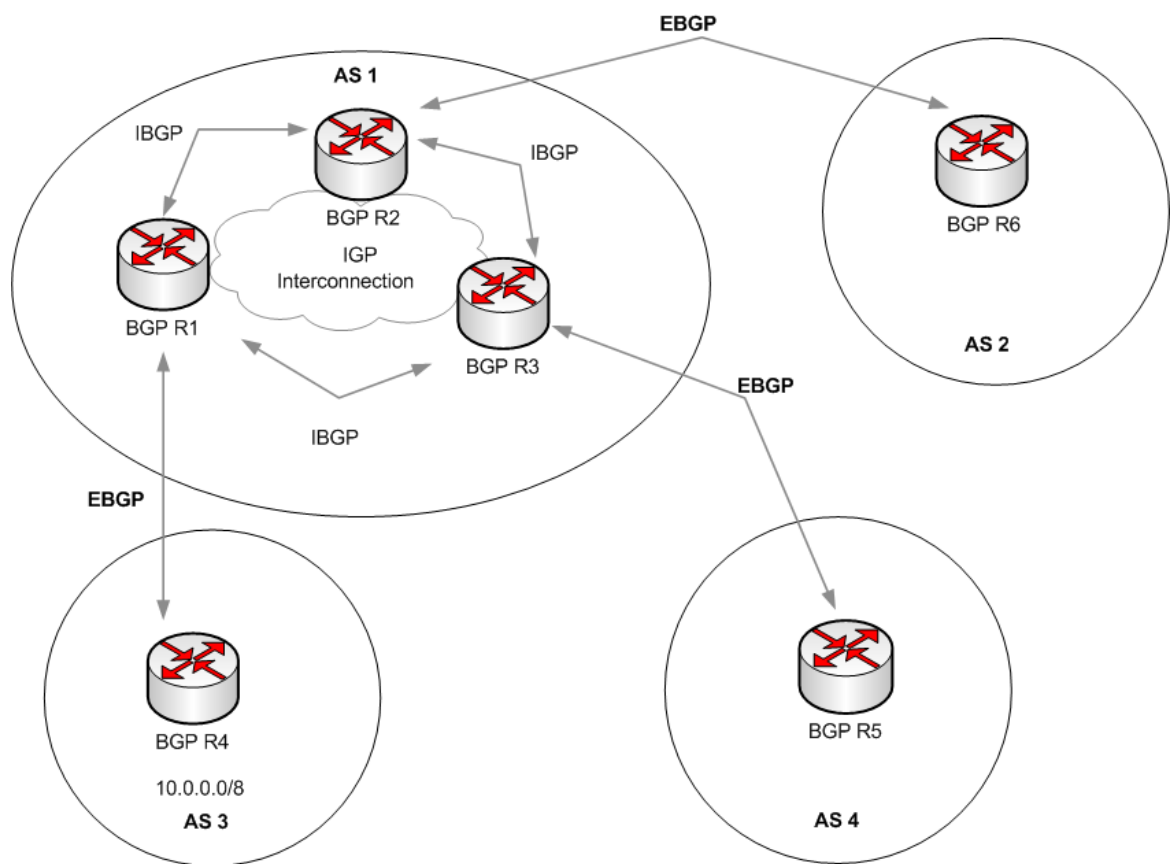 EBGP
AS 1
IBGP
IBGP
BGP R2
BGP R6
IGP
Interconnection
BGP R1
AS 2
BGP R3
EBGP
IBGP
EBGP
BGP R4
BGP R5
10.0.0.0/8
AS 3
AS 4